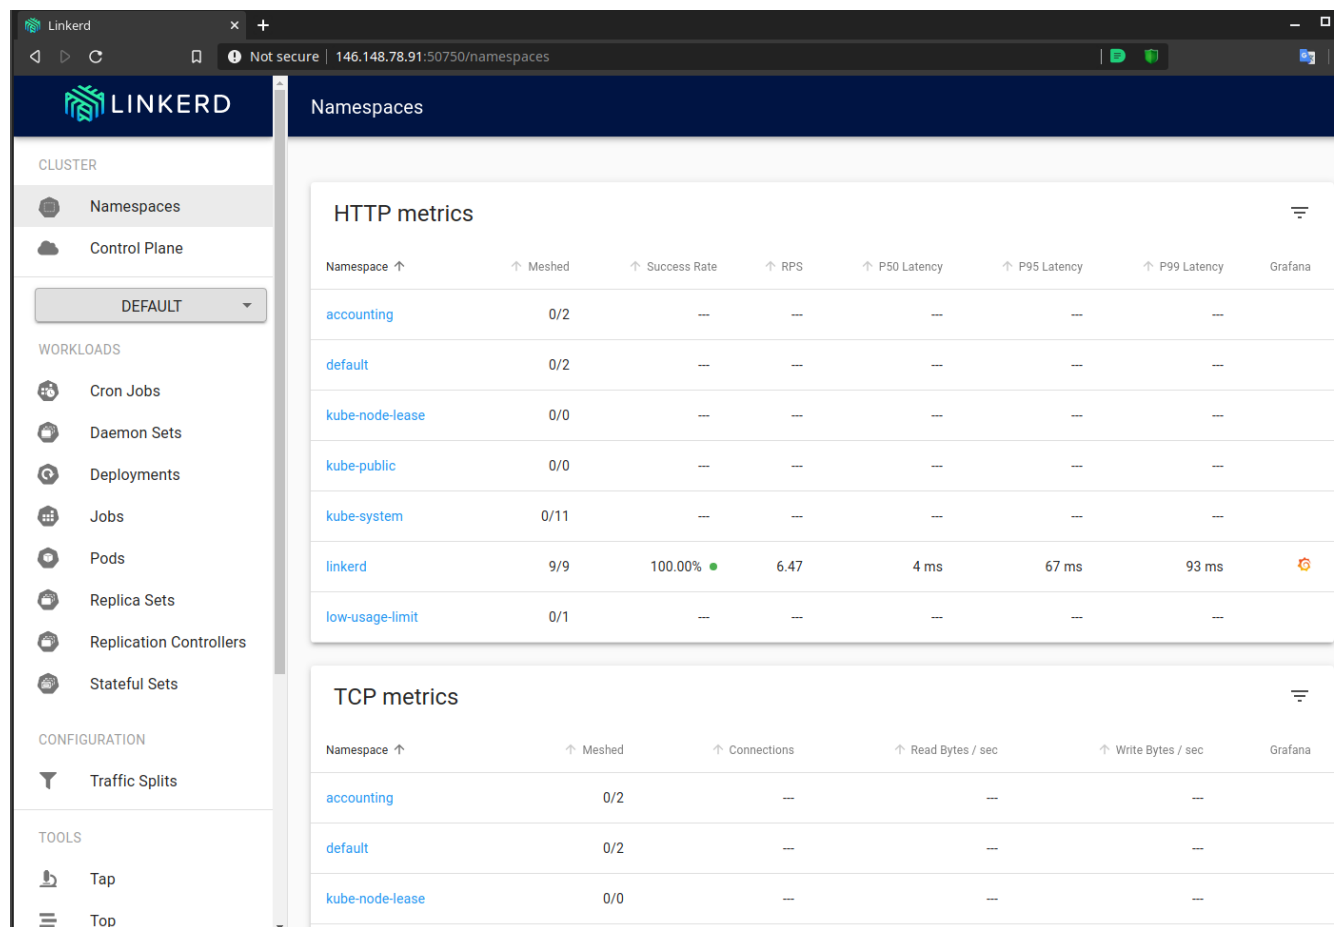 Linkerd
Not secure 146.148.78.91:50750/namespaces
LINKERD
Namespaces
CLUSTER
Namespaces
Control Plane
DEFAULT
WORKLOADS
Cron Jobs
Daemon Sets
Deployments
Jobs
Pods
Replica Sets
Replication Controllers
Stateful Sets
CONFIGURATION
Traffic Splits
TOOLS
Tap
Top
HTTP metrics
Namespace Meshed Success Rate RPS P50 Latency P95 Latency P99 Latency Grafana
accounting 0/2 --- --- --- --- ---
default 0/2 --- --- --- --- ---
kube-node-lease 0/0 --- --- --- --- ---
kube-public 0/0 --- --- --- --- ---
kube-system 0/11 --- --- --- --- ---
linkerd 9/9 100.00% 6.47 4 ms 67 ms 93 ms
low-usage-limit 0/1 --- --- --- --- ---
TCP metrics
Namespace Meshed Connections Read Bytes / sec Write Bytes / sec Grafana
accounting 0/2 --- --- ---
default 0/2 --- --- ---
kube-node-lease 0/0 --- --- ---